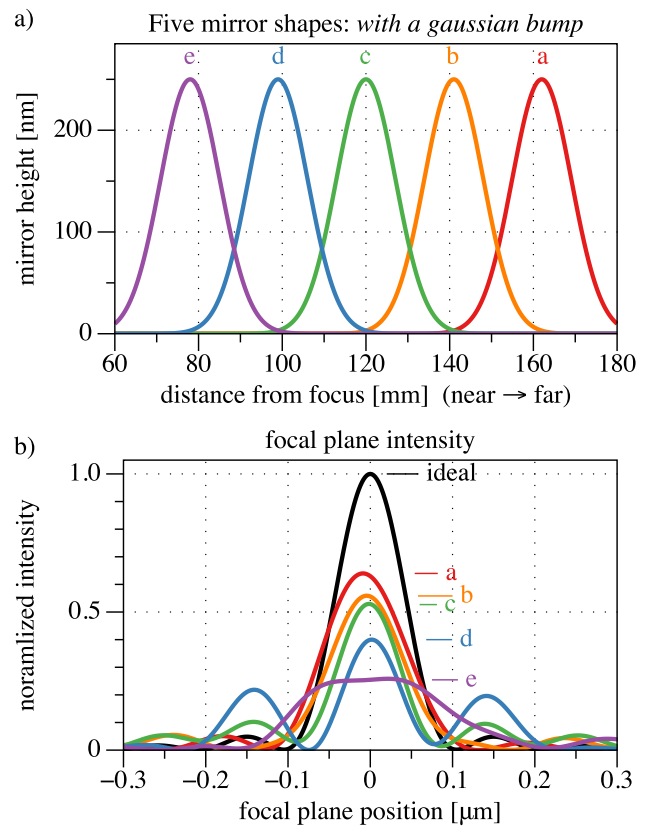 a)
Five mirror shapes: with a gaussian bump
e d c b a
mirror height [nm]
200
100
0
60 80 100 120 140 160 180
distance from focus [mm] (near → far)
b)
focal plane intensity
noramlized intensity
1.0
ideal
a
b
c
0.5
d
e
0
−0.3 −0.2 −0.1 0 0.1 0.2 0.3
focal plane position [μm]